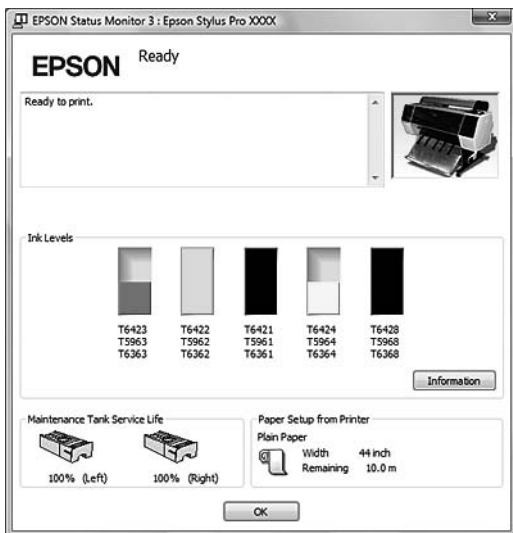 EPSON Status Monitor 3 : Epson Stylus Pro XXXX
EPSON
Ready
Ready to print.
Ink Levels
T6423 T6422 T6421 T6424 T6428
T5963 T5962 T5961 T5964 T5968
T6363 T6362 T6361 T6364 T6368
Information
Maintenance Tank Service Life
100% (Left) 100% (Right)
Paper Setup from Printer
Plain Paper
Width 44 inch
Remaining 10.0 m
OK